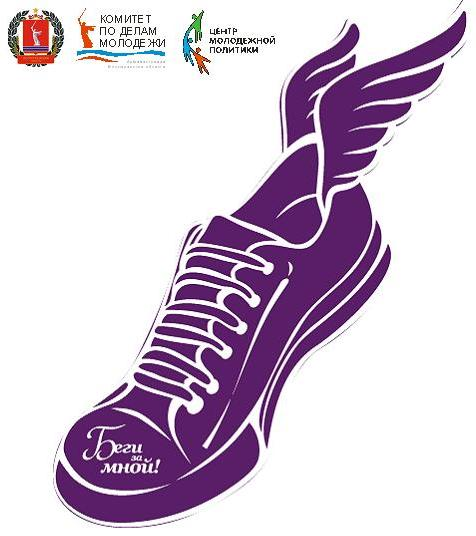 КОМИТЕТ
ПО ДЕЛАМ
МОЛОДЕЖИ
ЦЕНТР
МОЛОДЕЖНОЙ
ПОЛИТИКИ
Беги
за
мной!